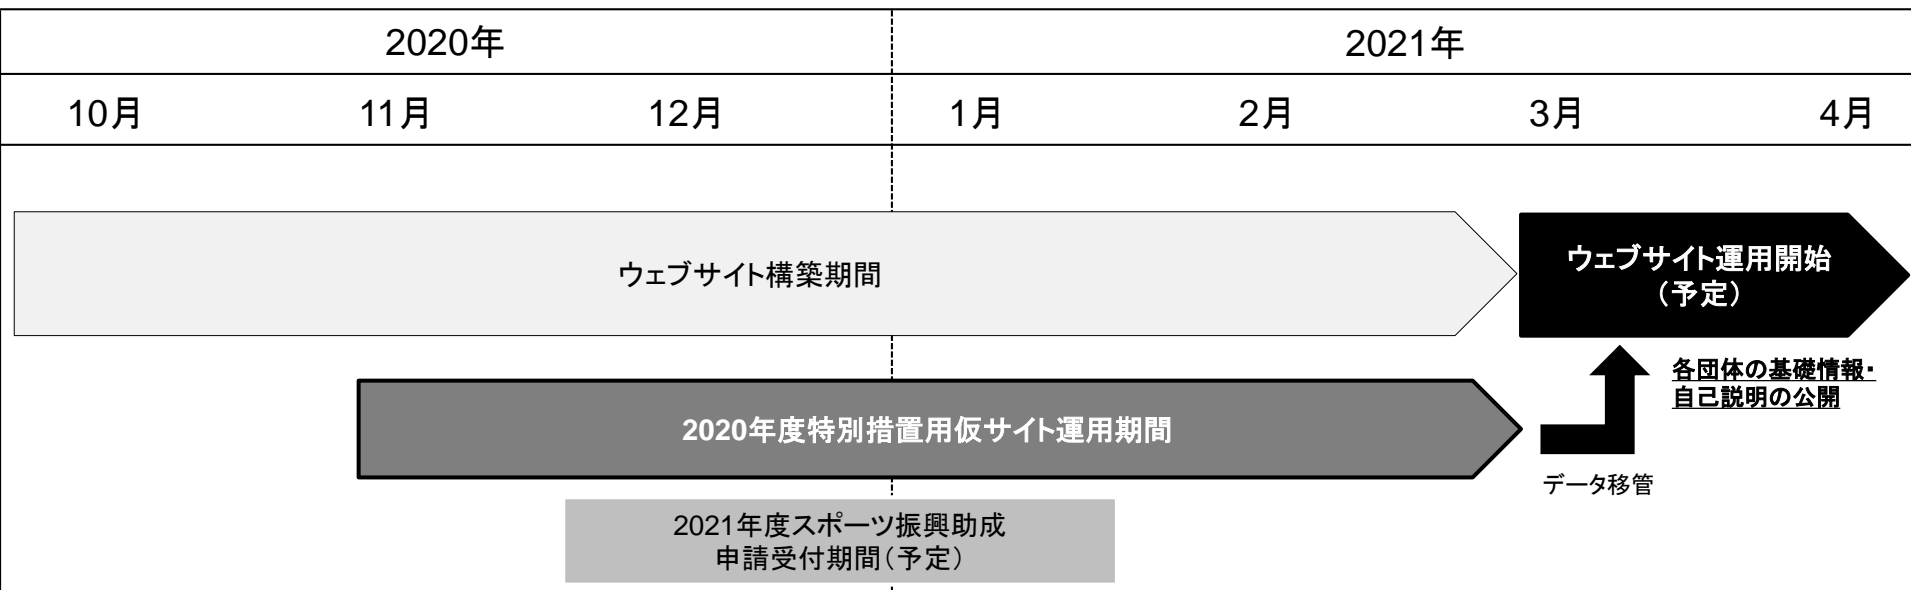 2020年
2021年
10月
11月
12月
1月
2月
3月
4月
ウェブサイト構築期間
ウェブサイト運用開始
（予定）
各団体の基礎情報・
自己説明の公開
2020年度特別措置用仮サイト運用期間
データ移管
2021年度スポーツ振興助成
申請受付期間（予定）